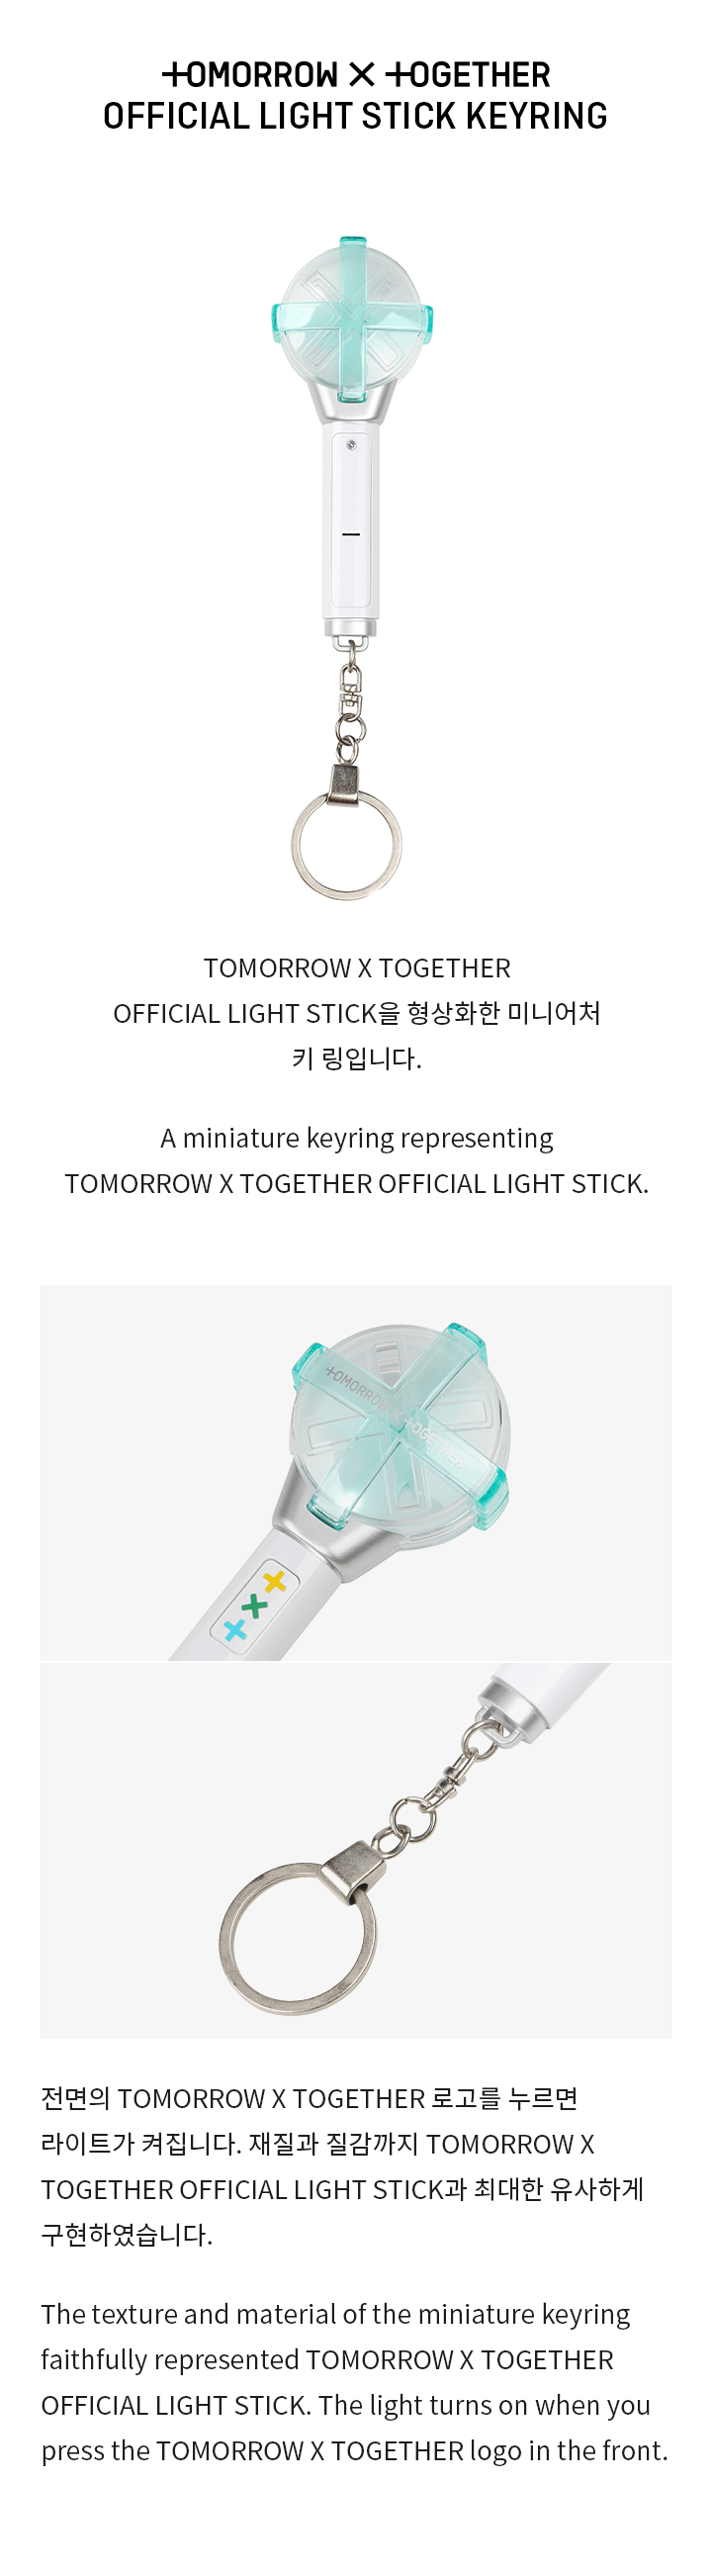 TOMORROW X TOGETHER
OFFICIAL LIGHT STICK KEYRING
TOMORROW X TOGETHER
OFFICIAL LIGHT STICK을 형상화한 미니어처
키 링입니다.
A miniature keyring representing
TOMORROW X TOGETHER OFFICIAL LIGHT STICK.
TOMORROW X TOGETHER
전면의 TOMORROW X TOGETHER 로고를 누르면
라이트가 켜집니다. 재질과 질감까지 TOMORROW X
TOGETHER OFFICIAL LIGHT STICK과 최대한 유사하게
구현하였습니다.
The texture and material of the miniature keyring
faithfully represented TOMORROW X TOGETHER
OFFICIAL LIGHT STICK. The light turns on when you
press the TOMORROW X TOGETHER logo in the front.